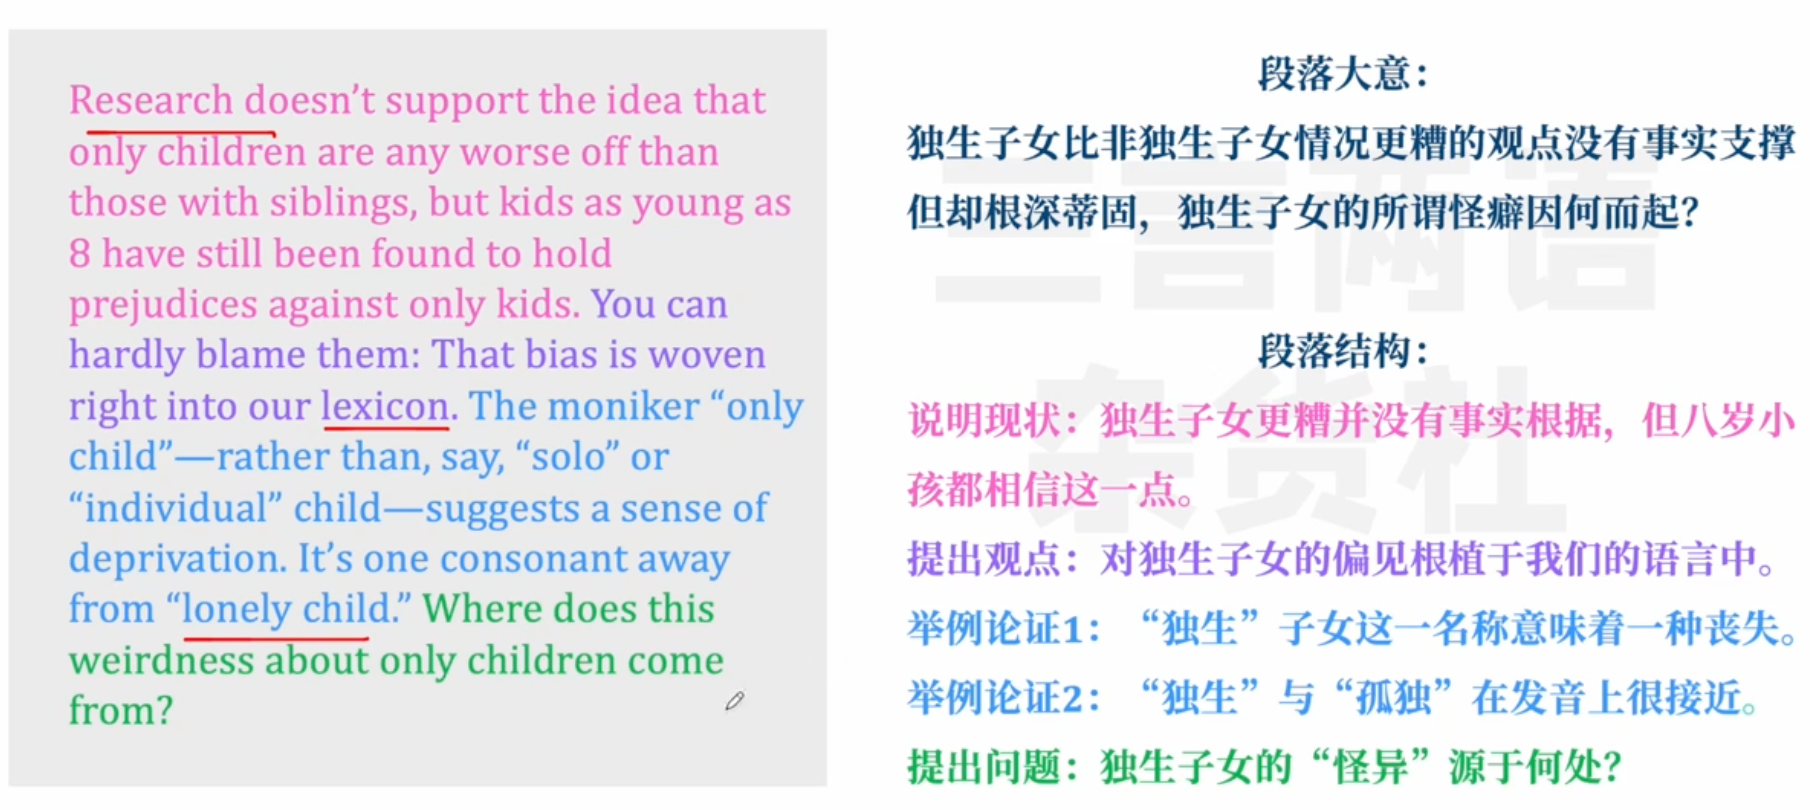 Research doesn’t support the idea that
only children are any worse off than
those with siblings, but kids as young as
8 have still been found to hold
prejudices against only kids. You can
hardly blame them: That bias is woven
right into our lexicon. The moniker “only
child”—rather than, say, “solo” or
“individual” child—suggests a sense of
deprivation. It’s one consonant away
from “lonely child.” Where does this
weirdness about only children come
from?
段落大意：
独生子女比非独生子女情况更糟的观点没有事实支撑
但却根深蒂固，独生子女的所谓怪癖因何而起？
段落结构：
说明现状：独生子女更糟并没有事实根据，但八岁小
孩都相信这一点。
提出观点：对独生子女的偏见根植于我们的语言中。
举例论证1：“独生”子女这一名称意味着一种丧失。
举例论证2：“独生”与“孤独”在发音上很接近。
提出问题：独生子女的“怪异”源于何处？
三言两语
杂货社